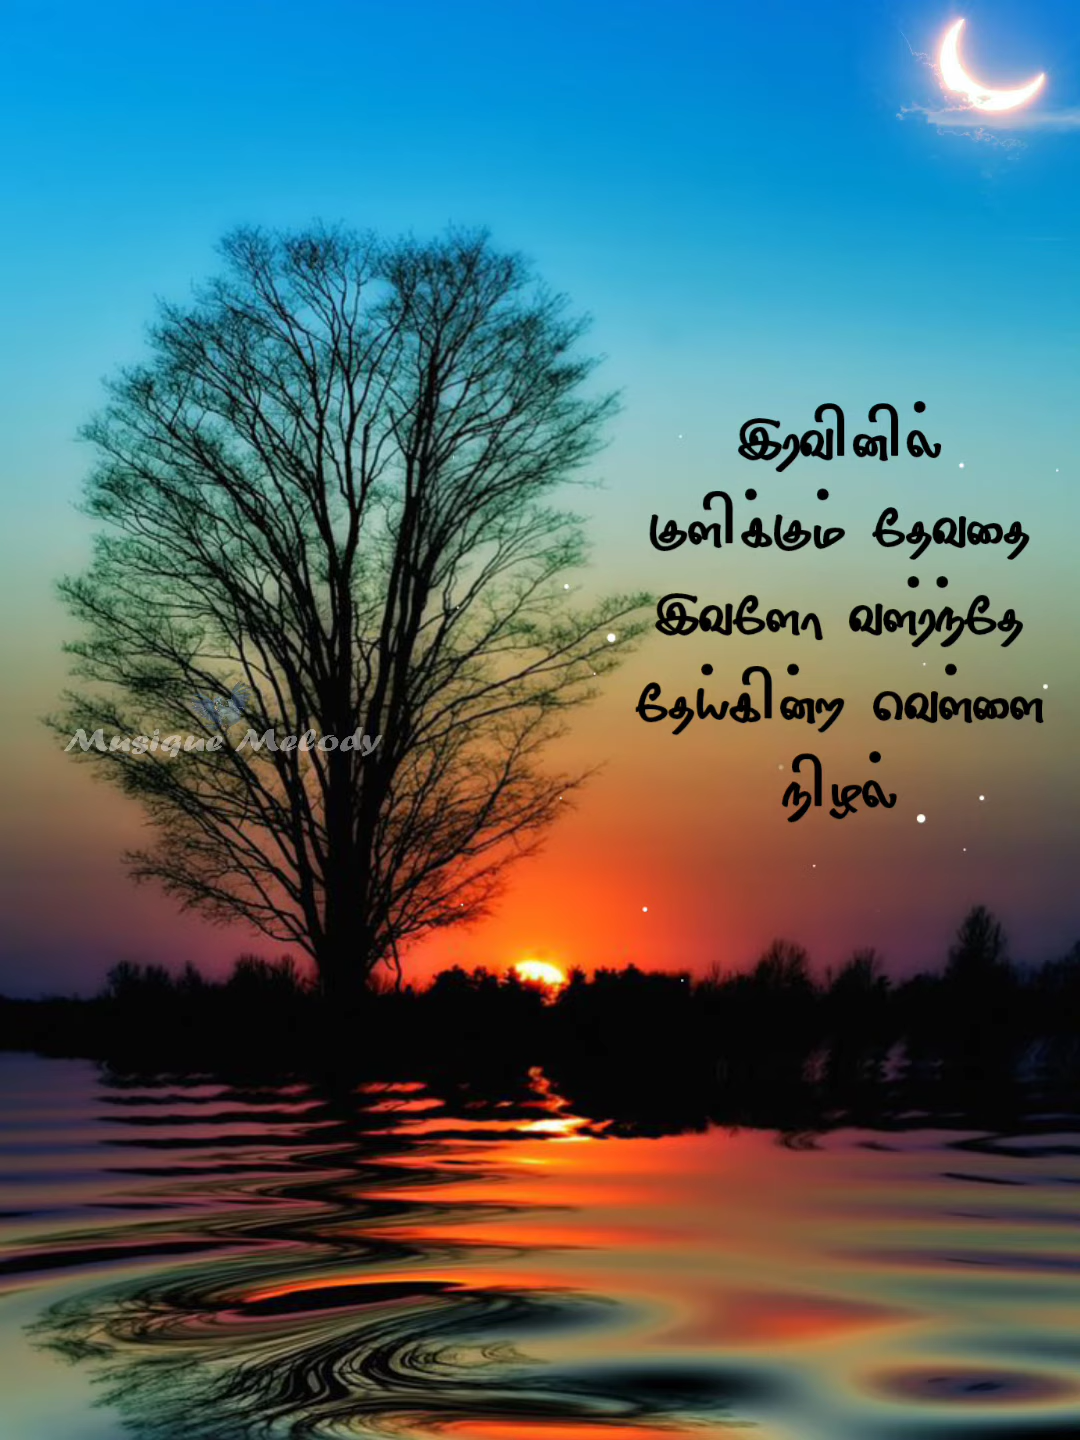 இரவினில்
குளிக்கும் தேவதை
இவளோ வளர்ந்தே
தேய்கின்ற வெள்ளை
நிழல்
Musique Melody